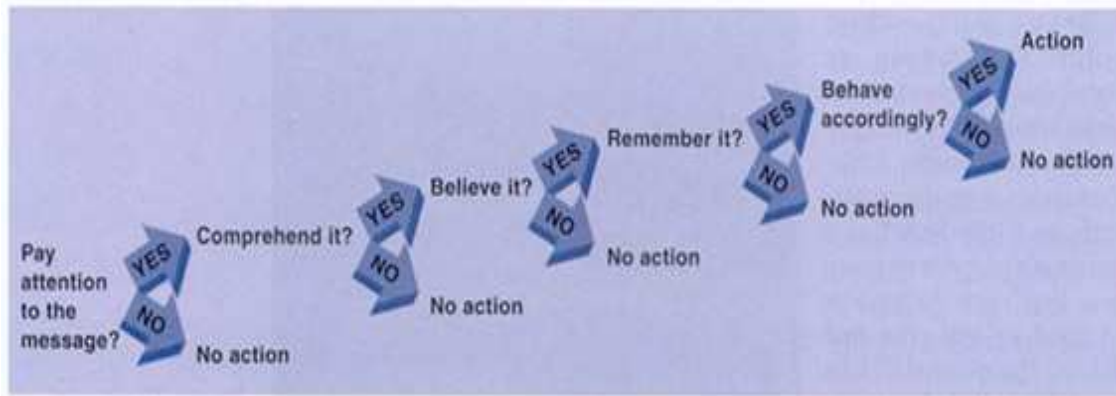 Pay
attention
to the
message?
YES
NO
No action
Comprehend it?
YES
NO
No action
Believe it?
YES
NO
No action
Remember it?
YES
NO
No action
Behave
accordingly?
YES
NO
No action
Action